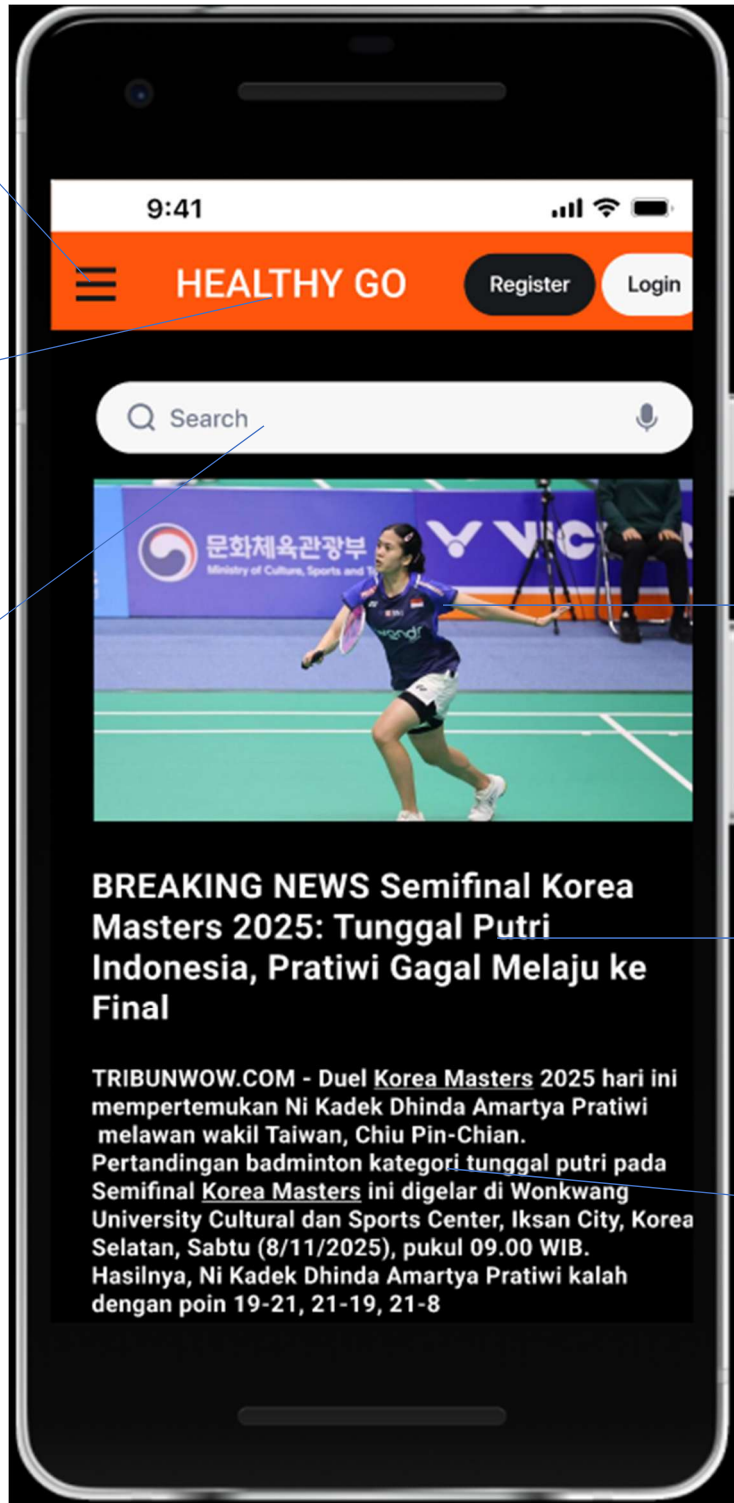 9:41
HEALTHY GO
Register
Login
Search
문화체육관광부
Ministry of Culture, Sports and
VIC
wondr
BREAKING NEWS Semifinal Korea
Masters 2025: Tunggal Putri
Indonesia, Pratiwi Gagal Melaju ke
Final
TRIBUNWOW.COM - Duel Korea Masters 2025 hari ini
mempertemukan Ni Kadek Dhinda Amartya Pratiwi
melawan wakil Taiwan, Chiu Pin-Chian.
Pertandingan badminton kategori tunggal putri pada
Semifinal Korea Masters ini digelar di Wonkwang
University Cultural dan Sports Center, Iksan City, Korea
Selatan, Sabtu (8/11/2025), pukul 09.00 WIB.
Hasilnya, Ni Kadek Dhinda Amartya Pratiwi kalah
dengan poin 19-21, 21-19, 21-8